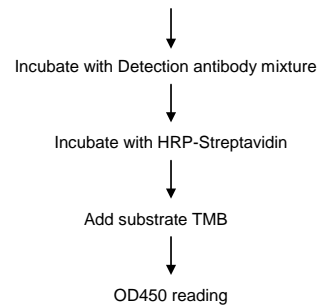 Incubate with Detection antibody mixture
Incubate with HRP-Streptavidin
Add substrate TMB
OD450 reading